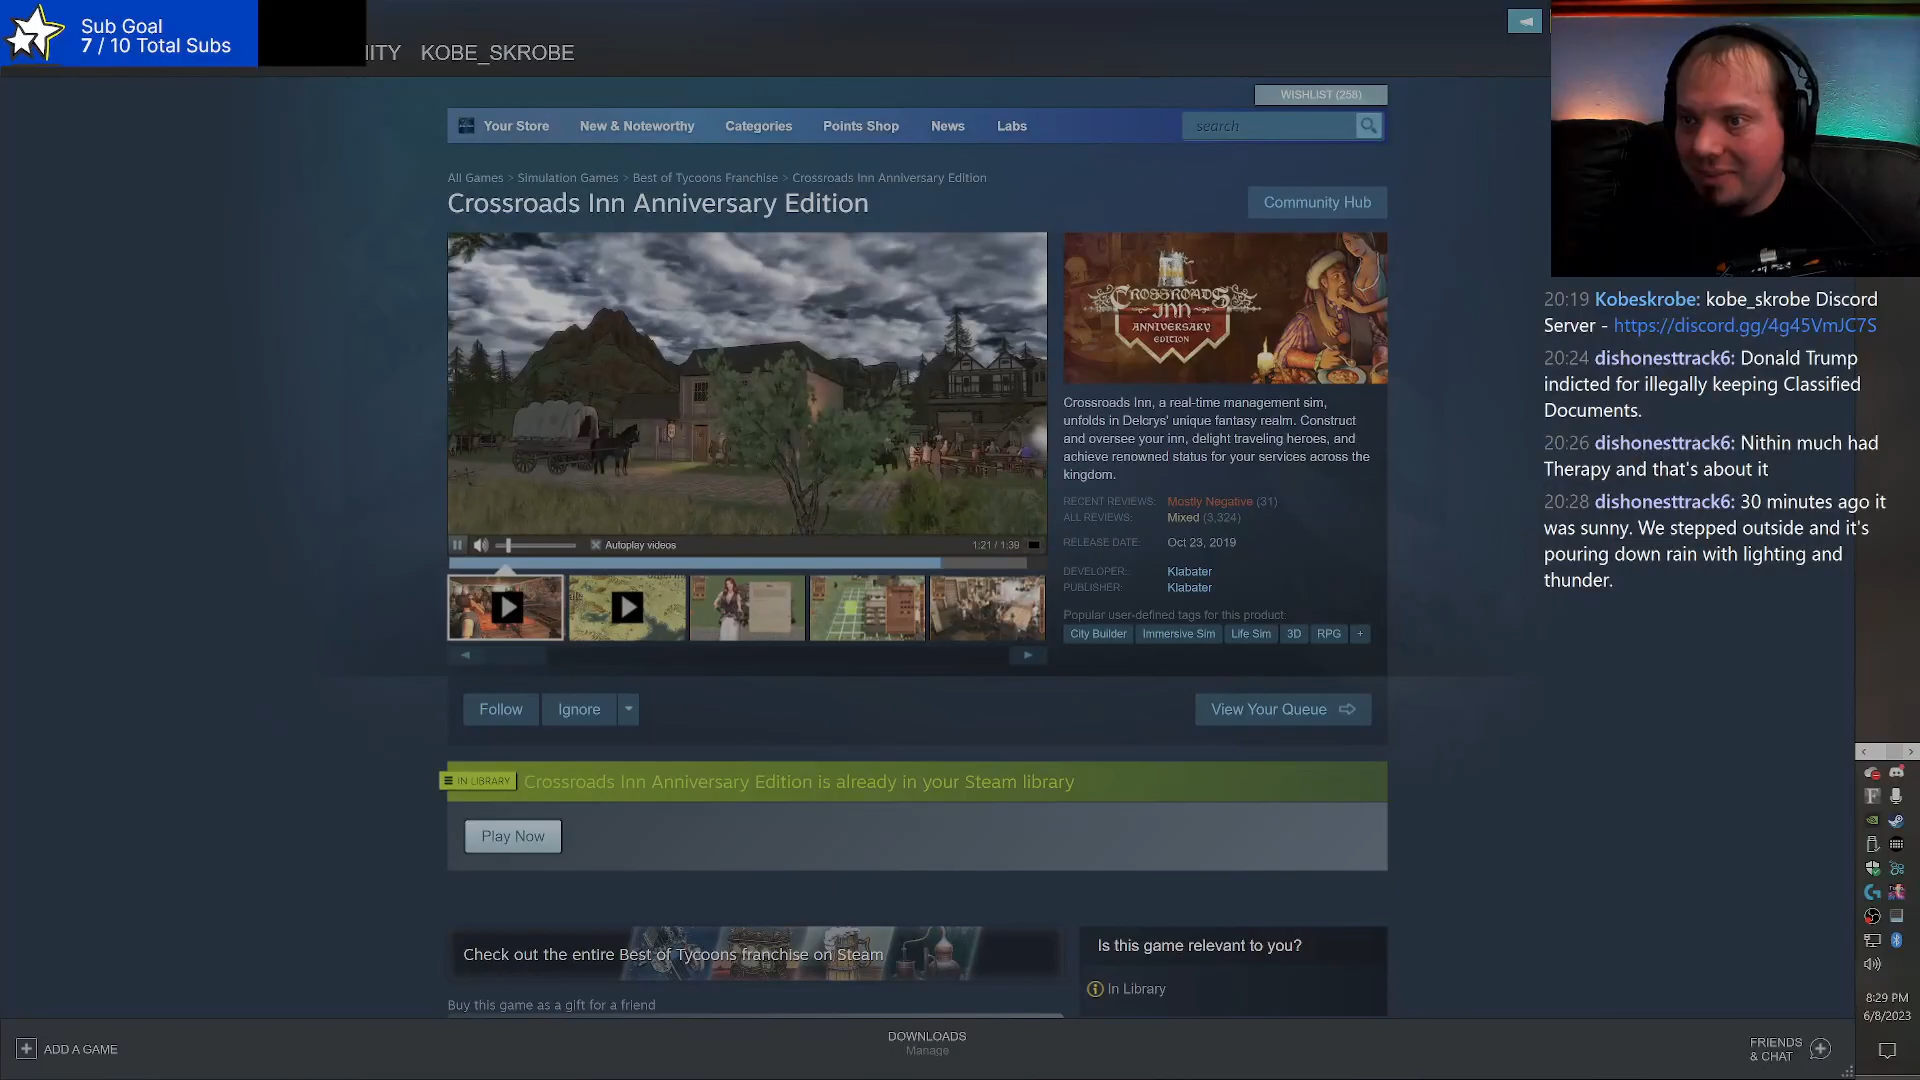 Sub Goal
7 / 10 Total Subs
7
ITY KOBE_SKROBE
WISHLIST (258)
Your Store New & Noteworthy Categories Points Shop News Labs
search
All Games > Simulation Games > Best of Tycoons Franchise > Crossroads Inn Anniversary Edition
Crossroads Inn Anniversary Edition
Community Hub
CROSSROADS
INN
ANNIVERSARY
EDITION
Crossroads Inn, a real-time management sim,
unfolds in Delcrys' unique fantasy realm. Construct
and oversee your inn, delight traveling heroes, and
achieve renowned status for your services across the
kingdom.
RECENT REVIEWS: Mostly Negative (31)
ALL REVIEWS: Mixed (3,324)
RELEASE DATE: Oct 23, 2019
DEVELOPER: Klabater
PUBLISHER: Klabater
Popular user-defined tags for this product:
City Builder Immersive Sim Life Sim 3D RPG +
Autoplay videos 1:21 / 1:39
Follow Ignore
View Your Queue
IN LIBRARY Crossroads Inn Anniversary Edition is already in your Steam library
Play Now
Check out the entire Best of Tycoons franchise on Steam
Is this game relevant to you?
In Library
Buy this game as a gift for a friend
ADD A GAME
DOWNLOADS
Manage
FRIENDS
& CHAT
20:19 Kobeskrobe: kobe_skrobe Discord
Server - https://discord.gg/4g45VmJC7S
20:24 dishonesttrack6: Donald Trump
indicted for illegally keeping Classified
Documents.
20:26 dishonesttrack6: Nithin much had
Therapy and that's about it
20:28 dishonesttrack6: 30 minutes ago it
was sunny. We stepped outside and it's
pouring down rain with lighting and
thunder.
8:29 PM
6/8/2023